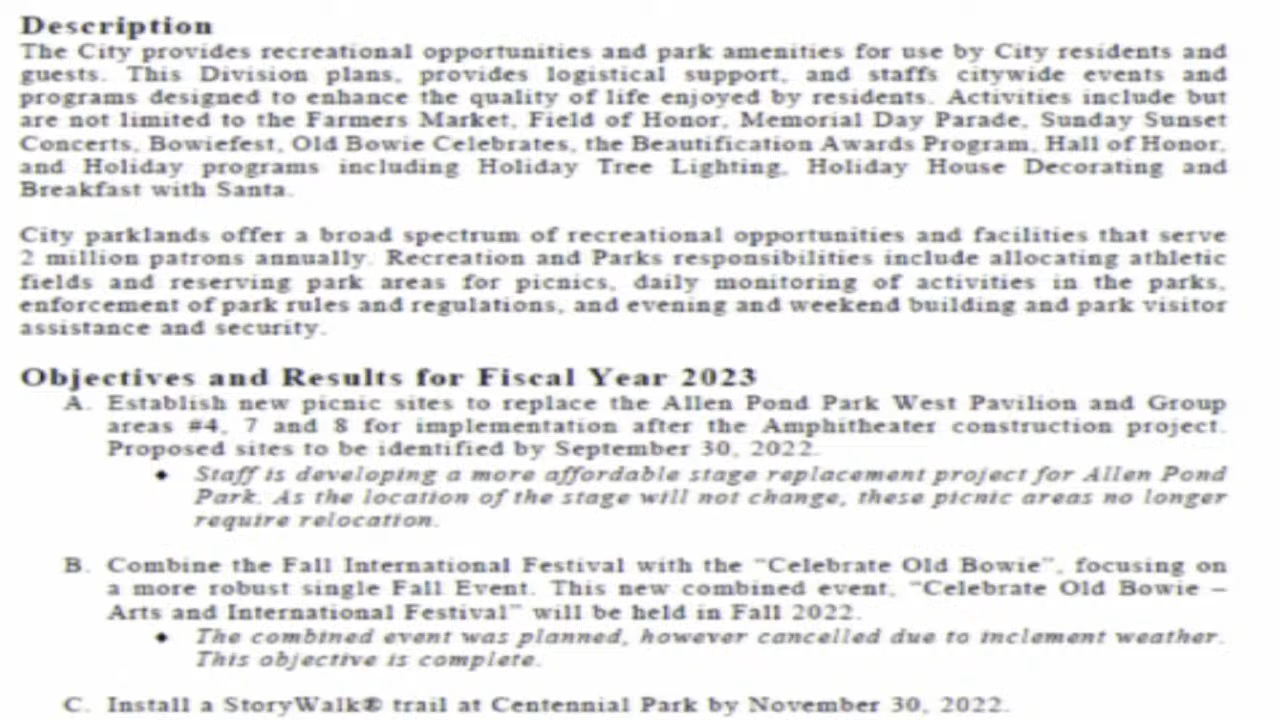 Description
The City provides recreational opportunities and park amenities for use by City residents and
guests. This Division plans, provides logistical support, and staffs citywide events and
programs designed to enhance the quality of life enjoyed by residents. Activities include but
are not limited to the Farmers Market, Field of Honor, Memorial Day Parade, Sunday Sunset
Concerts, Bowiefest, Old Bowie Celebrates, the Beautification Awards Program, Hall of Honor,
and Holiday programs including Holiday Tree Lighting, Holiday House Decorating and
Breakfast with Santa.
City parklands offer a broad spectrum of recreational opportunities and facilities that serve
2 million patrons annually. Recreation and Parks responsibilities include allocating athletic
fields and reserving park areas for picnics, daily monitoring of activities in the parks,
enforcement of park rules and regulations, and evening and weekend building and park visitor
assistance and security.
Objectives and Results for Fiscal Year 2023
A. Establish new picnic sites to replace the Allen Pond Park West Pavilion and Group
areas #4, 7 and 8 for implementation after the Amphitheater construction project.
Proposed sites to be identified by September 30, 2022.
♦ Staff is developing a more affordable stage replacement project for Allen Pond
Park. As the location of the stage will not change, these picnic areas no longer
require relocation.
B. Combine the Fall International Festival with the "Celebrate Old Bowie", focusing on
a more robust single Fall Event. This new combined event, "Celebrate Old Bowie –
Arts and International Festival" will be held in Fall 2022.
♦ The combined event was planned, however cancelled due to inclement weather.
This objective is complete.
C. Install a StoryWalk® trail at Centennial Park by November 30, 2022.